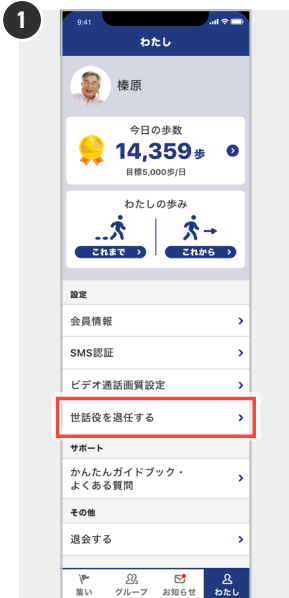 1
9:41
わたし
榛原
今日の歩数
14,359歩
目標5,000歩/日
わたしの歩み
これまで
これから
設定
会員情報
SMS認証
ビデオ通話画質設定
世話役を退任する
サポート
かんたんガイドブック・
よくある質問
その他
退会する
集い グループ お知らせ わたし